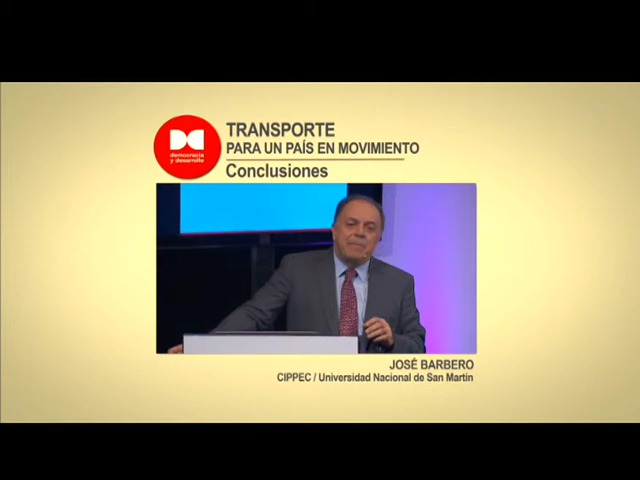 democracia
y desarrollo
TRANSPORTE
PARA UN PAÍS EN MOVIMIENTO
Conclusiones
JOSÉ BARBERO
CIPPEC / Universidad Nacional de San Martín